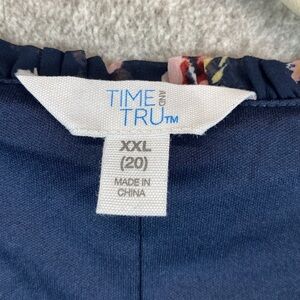 TIME AND
TRU™
XXL
(20)
MADE IN
CHINA